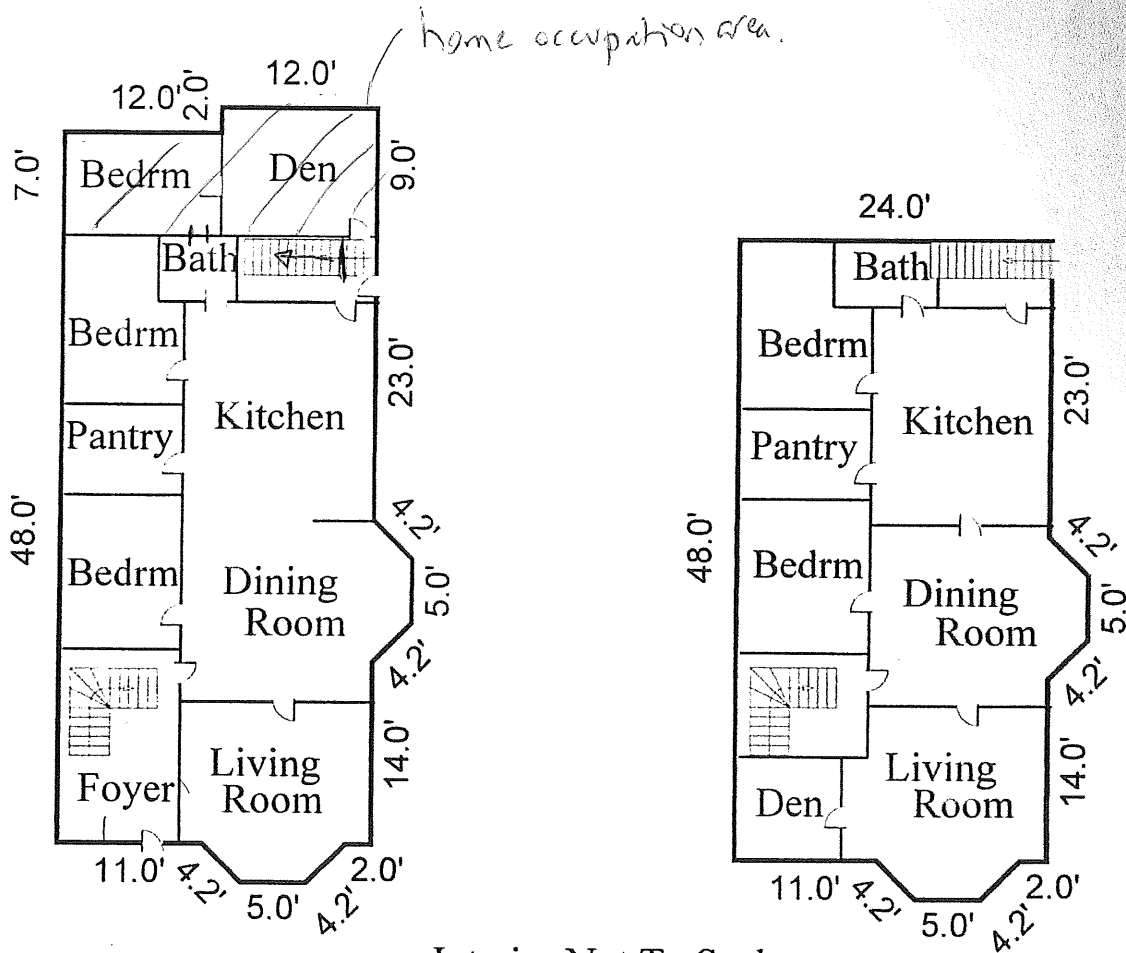 home occupation area.
12.0'
12.0'
2.0'
7.0'
Bedrm
Den
9.0'
Bath
Bedrm
23.0'
Kitchen
Pantry
48.0'
4.2'
Bedrm
Dining
Room
5.0'
4.2'
Living
Room
14.0'
Foyer
11.0'
4.2'
5.0'
4.2'
2.0'
24.0'
Bath
Bedrm
23.0'
Kitchen
Pantry
48.0'
4.2'
Bedrm
Dining
Room
5.0'
4.2'
Living
Room
14.0'
Den
11.0'
4.2'
5.0'
4.2'
2.0'
Interior Not To Scale